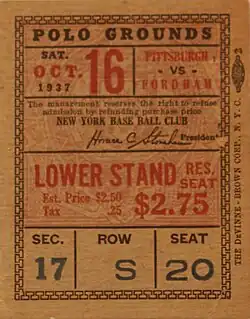 POLO GROUNDS
SAT.
OCT. 16
1937
PITTSBURGH
VS
FORDHAM
The management reserves the right to refuse
admission by refunding purchase price
NEW YORK BASE BALL CLUB
Horace C. Stoneham President
LOWER STAND RES. SEAT
Est. Price $2.50
Tax .25
$2.75
SEC. ROW SEAT
17 S 20
THE DEVINNE-BROWN CORP., N. Y. C.